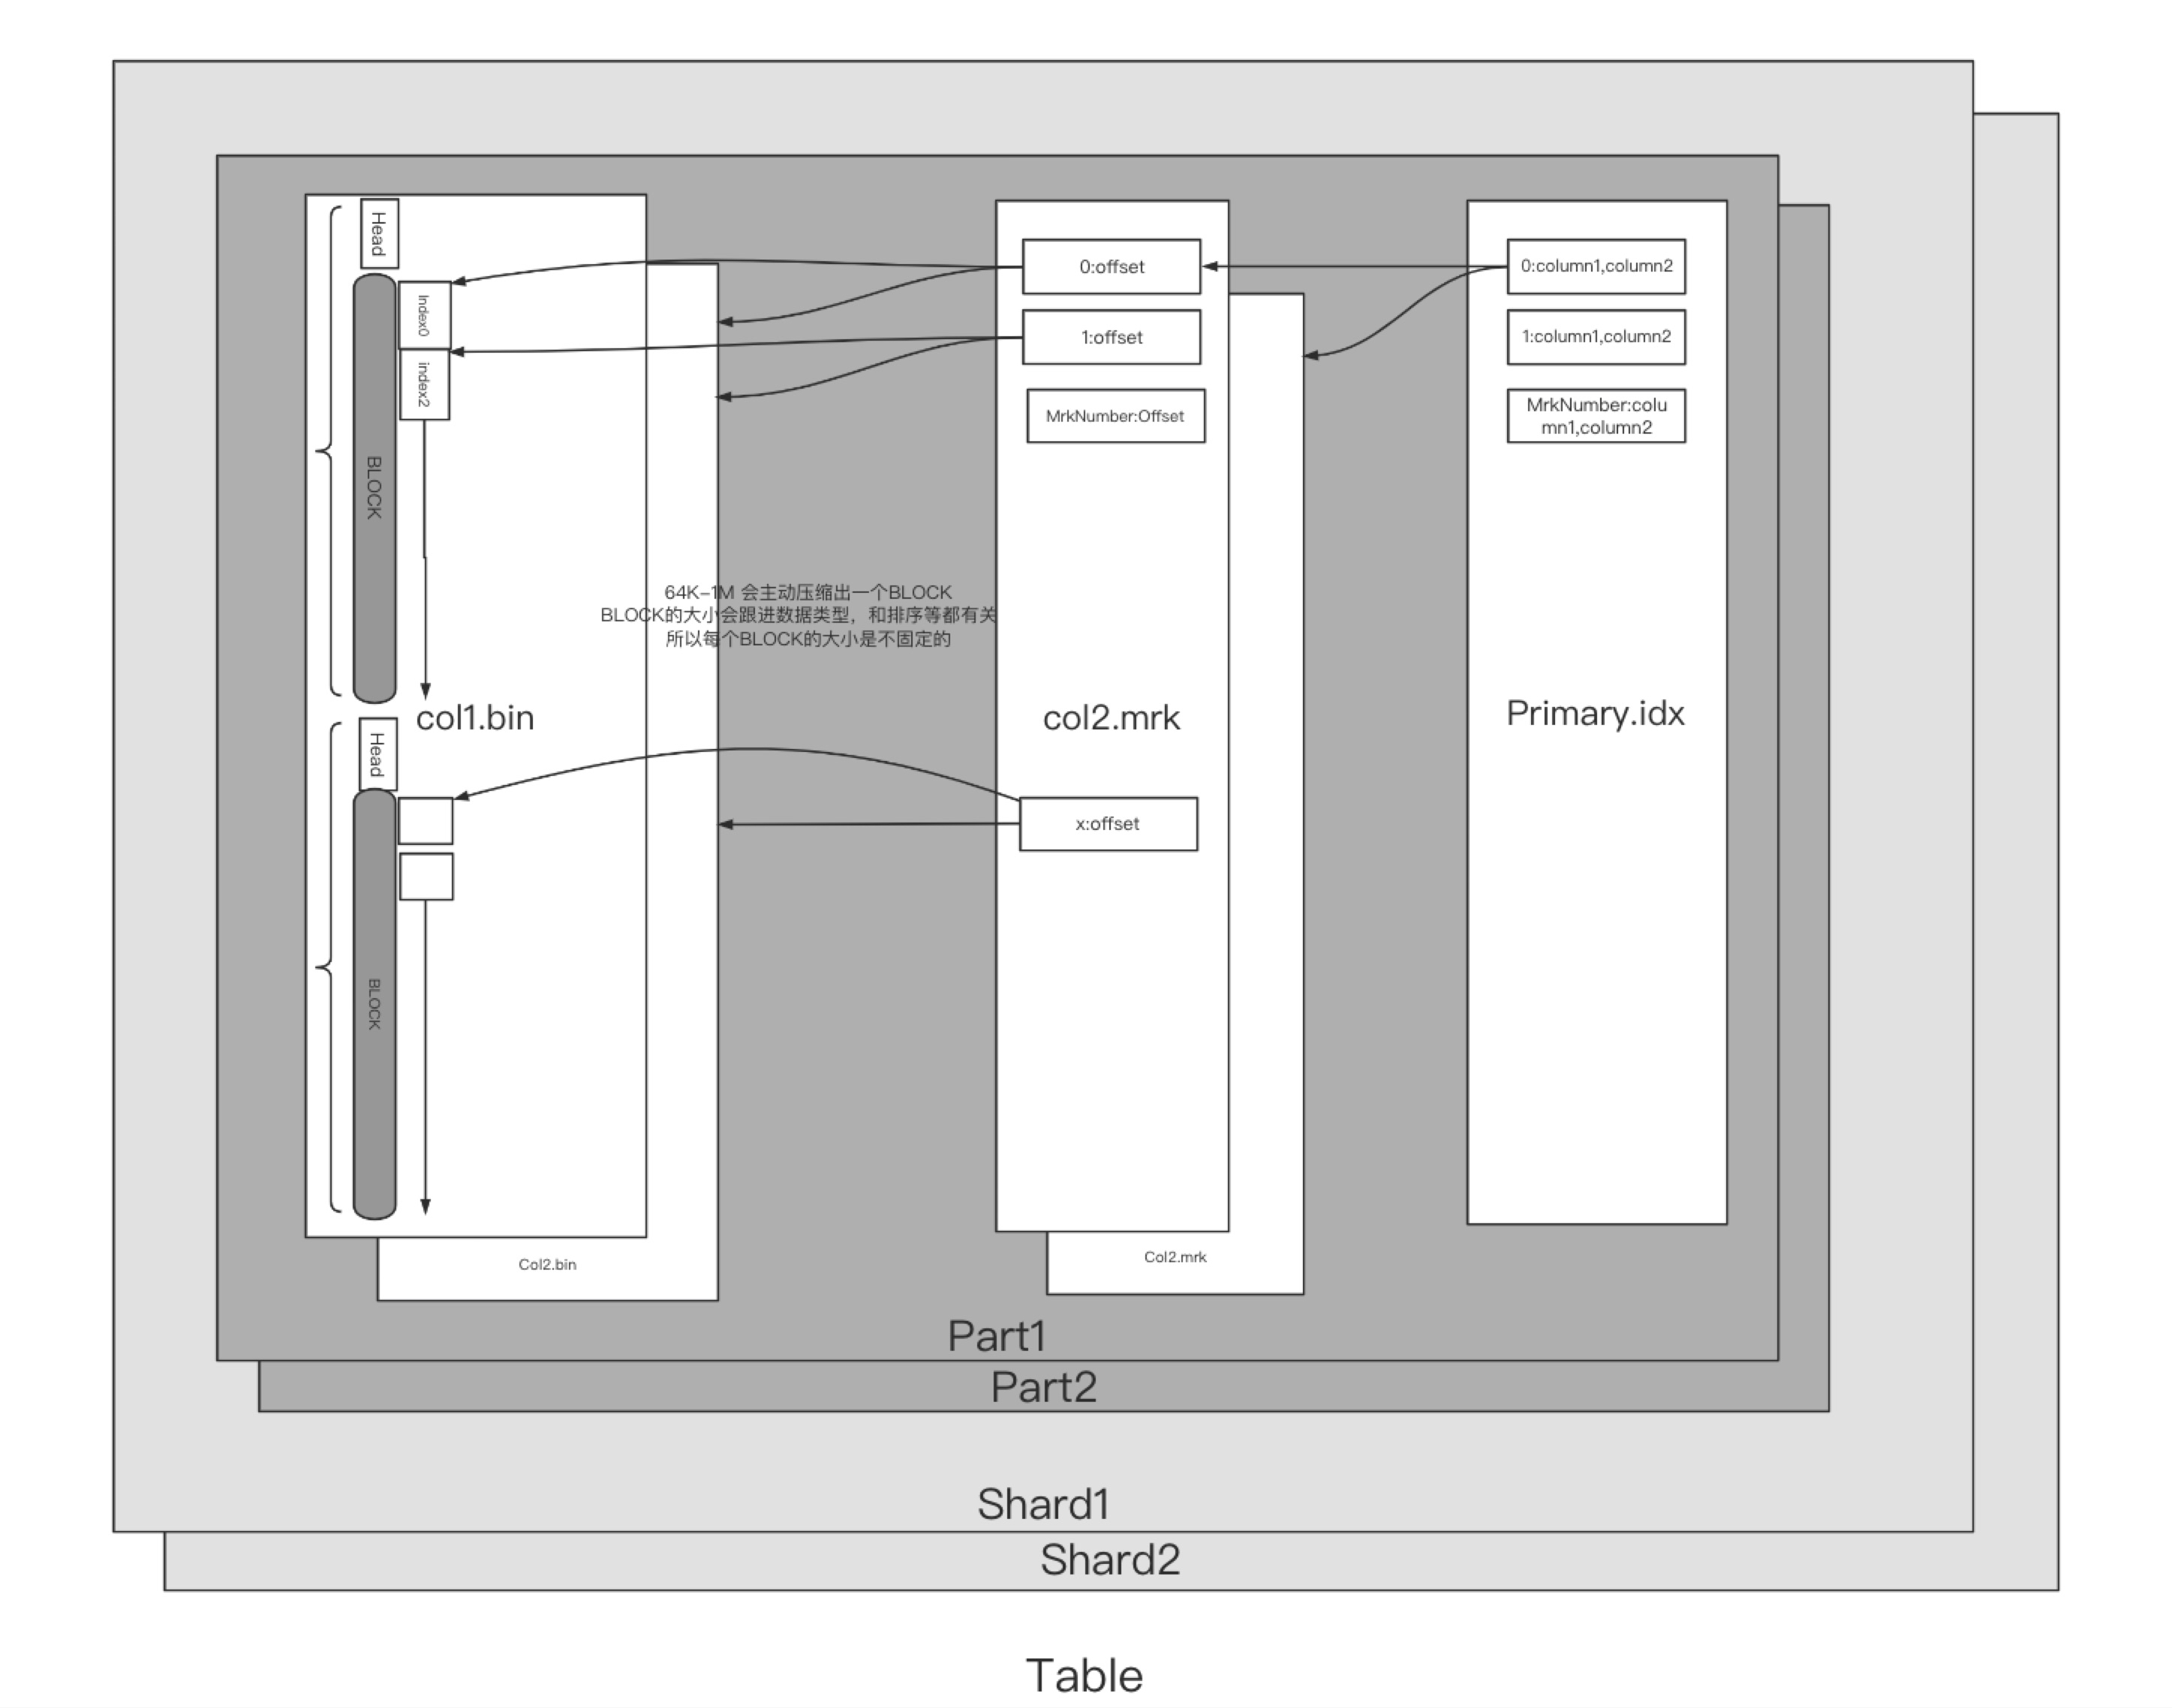 Head
Index0
index2
BLOCK
col1.bin
Head
BLOCK
Col2.bin
64K-1M 会主动压缩出一个BLOCK
BLOCK的大小会跟进数据类型，和排序等都有关
所以每个BLOCK的大小是不固定的
0:offset
1:offset
MrkNumber:Offset
col2.mrk
x:offset
Col2.mrk
0:column1,column2
1:column1,column2
MrkNumber:colu
mn1,column2
Primary.idx
Part1
Part2
Shard1
Shard2
Table